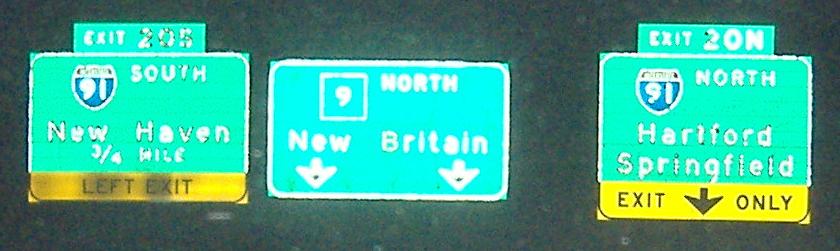 EXIT 20S
91 SOUTH
New Haven
3/4 MILE
LEFT EXIT
9 NORTH
New Britain
EXIT 20N
91 NORTH
Hartford
Springfield
EXIT ONLY